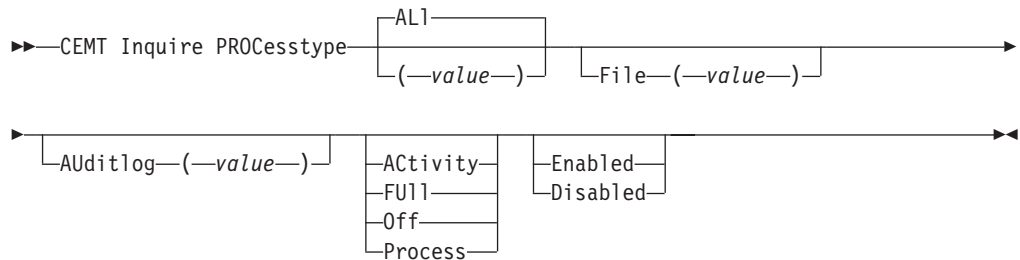 ALl
CEMT Inquire PROCesstype
(value)
File (value)
AUditlog (value)
ACtivity
FUll
Off
Process
Enabled
Disabled